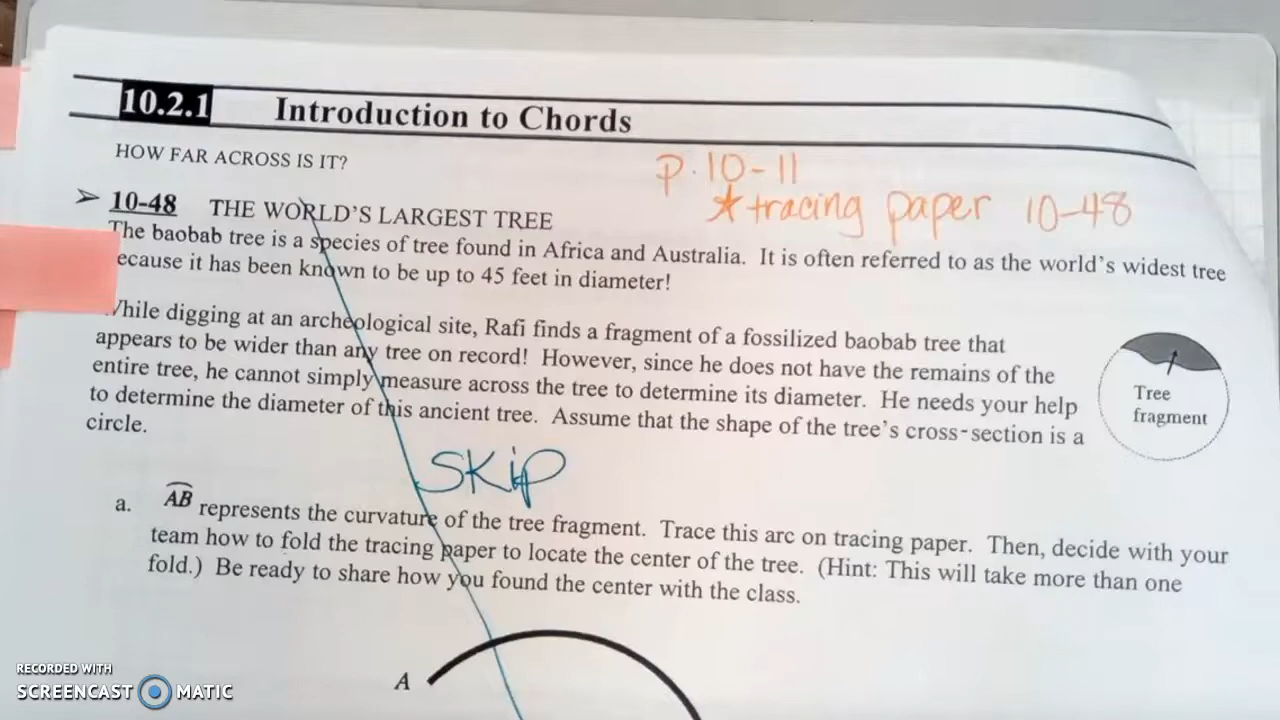 10.2.1 Introduction to Chords
HOW FAR ACROSS IS IT?
p. 10-11
★tracing paper 10-48
➢ 10-48 THE WORLD'S LARGEST TREE
The baobab tree is a species of tree found in Africa and Australia. It is often referred to as the world's widest tree
ecause it has been known to be up to 45 feet in diameter!
While digging at an archeological site, Rafi finds a fragment of a fossilized baobab tree that
appears to be wider than any tree on record! However, since he does not have the remains of the
entire tree, he cannot simply measure across the tree to determine its diameter. He needs your help
to determine the diameter of this ancient tree. Assume that the shape of the tree's cross-section is a
circle.
Tree
fragment
SKIP
a. AB represents the curvature of the tree fragment. Trace this arc on tracing paper. Then, decide with your
team how to fold the tracing paper to locate the center of the tree. (Hint: This will take more than one
fold.) Be ready to share how you found the center with the class.
A
RECORDED WITH
SCREENCAST MATIC